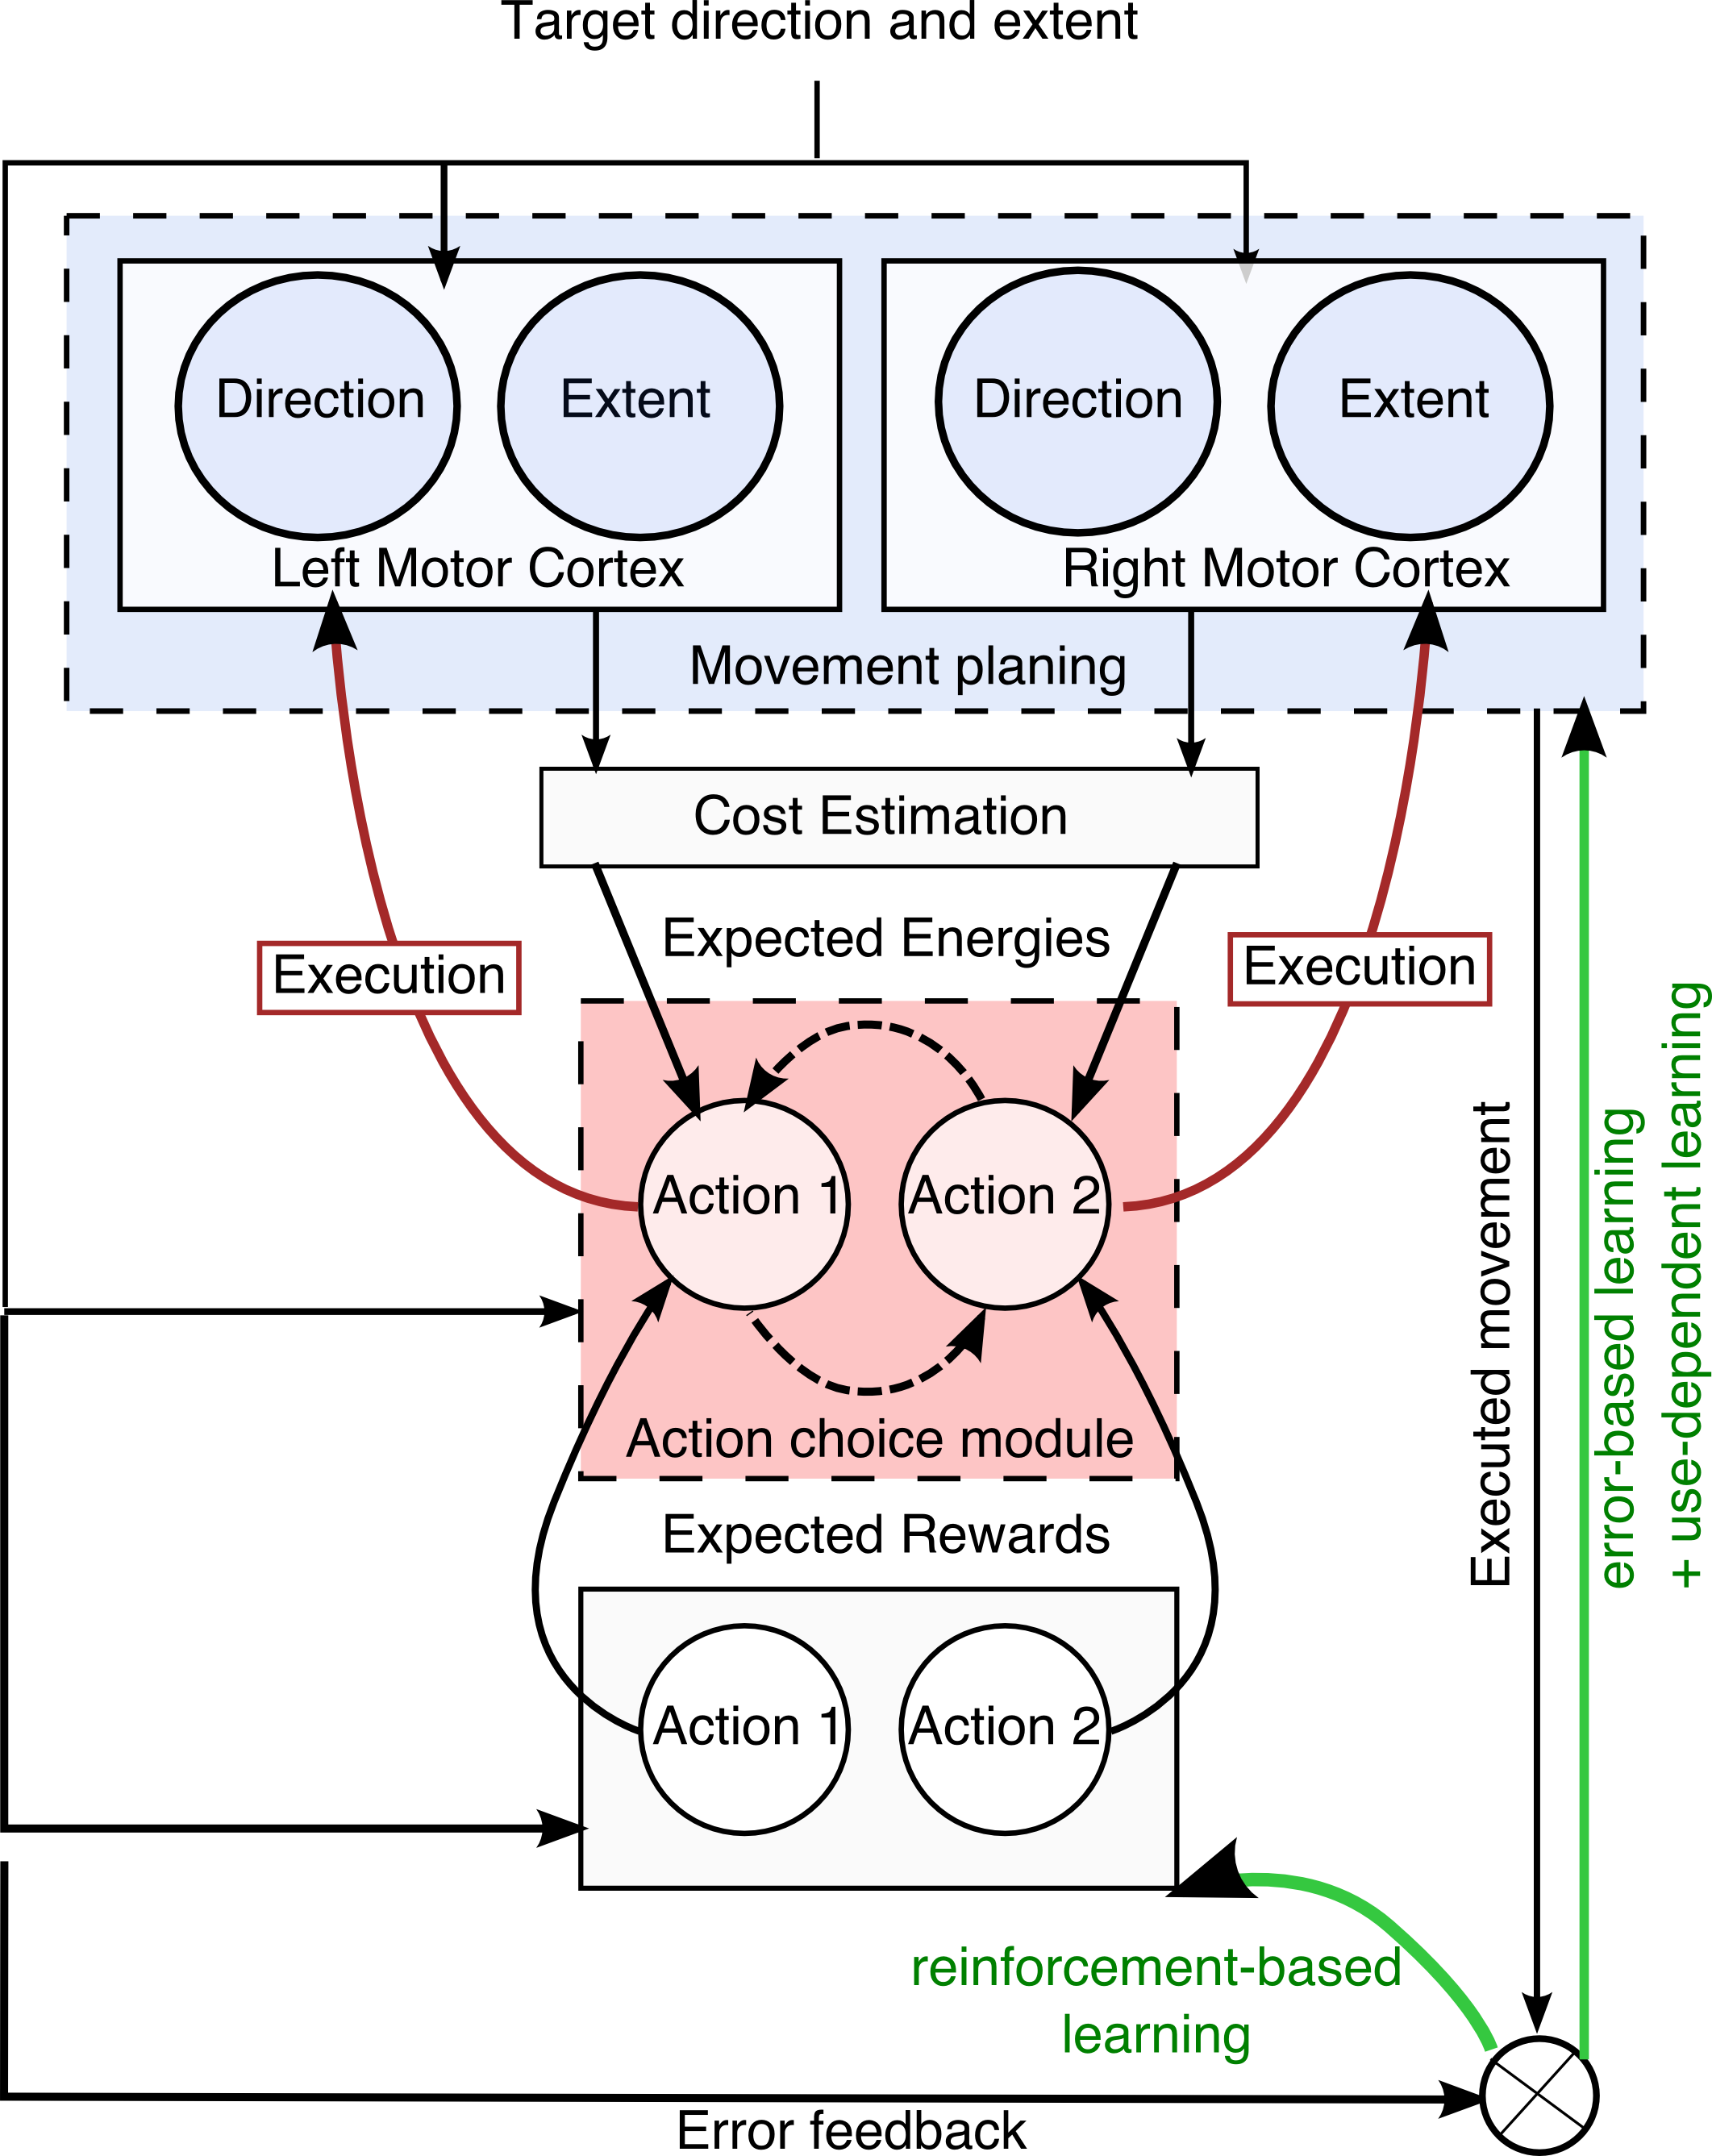 Target direction and extent
Direction
Extent
Direction
Extent
Left Motor Cortex
Right Motor Cortex
Movement planing
Cost Estimation
Expected Energies
Execution
Execution
Action 1
Action 2
Action choice module
Expected Rewards
Action 1
Action 2
Executed movement
error-based learning
+ use-dependent learning
reinforcement-based
learning
Error feedback